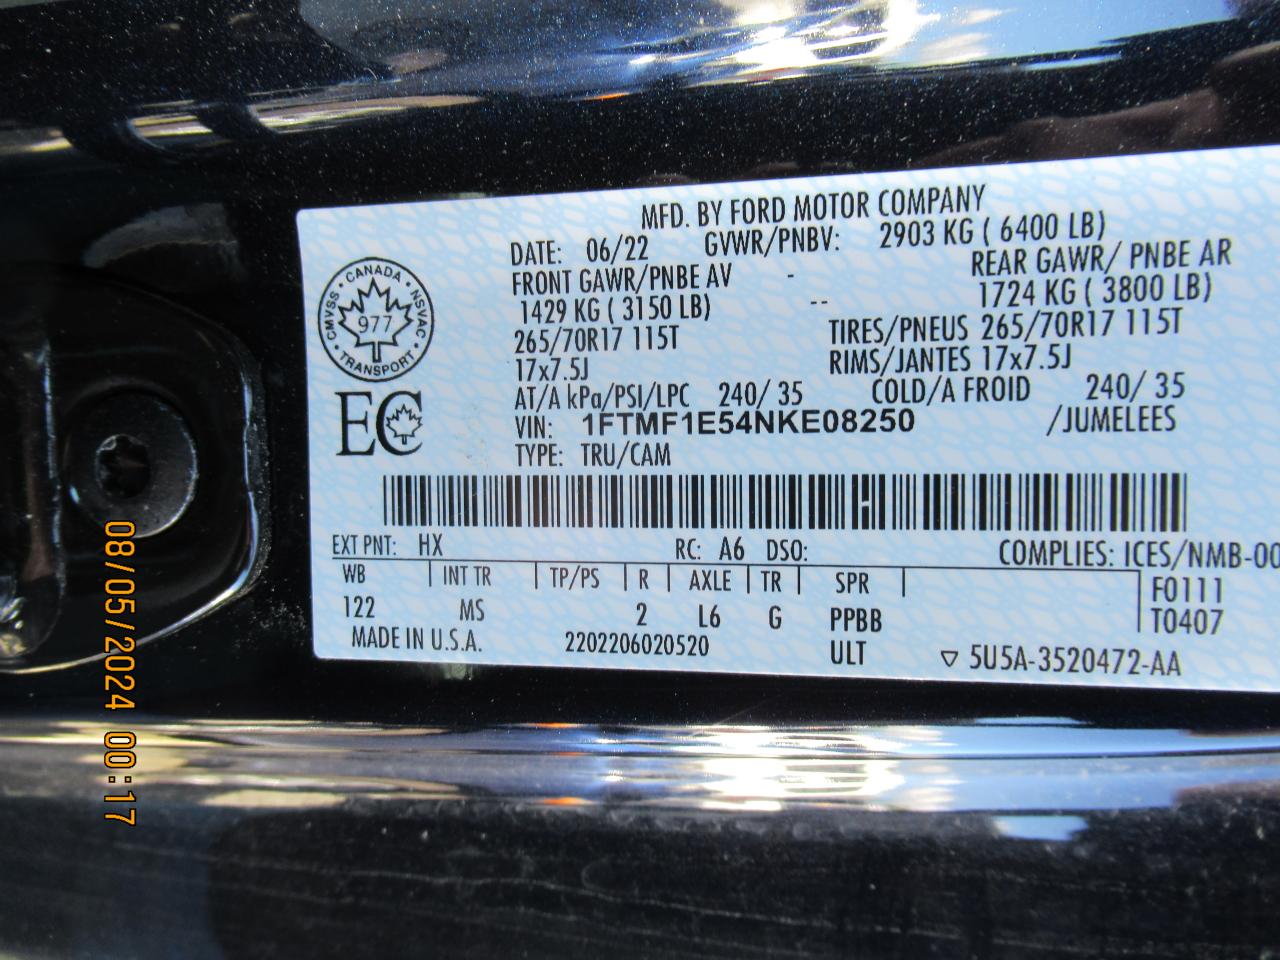 MFD. BY FORD MOTOR COMPANY
DATE: 06/22 GVWR/PNBV: 2903 KG ( 6400 LB)
FRONT GAWR/PNBE AV - REAR GAWR/ PNBE AR
1429 KG ( 3150 LB) -- 1724 KG ( 3800 LB)
265/70R17 115T TIRES/PNEUS 265/70R17 115T
17x7.5J RIMS/JANTES 17x7.5J
AT/A kPa/PSI/LPC 240/ 35 COLD/A FROID 240/ 35
VIN: 1FTMF1E54NKE08250 /JUMELEES
TYPE: TRU/CAM
CMVSS · CANADA · NSVAC · TRANSPORT ·
977
EC
EXT PNT: HX RC: A6 DSO: COMPLIES: ICES/NMB-00
WB INT TR TP/PS R AXLE TR SPR F0111
122 MS 2 L6 G PPBB T0407
MADE IN U.S.A. 2202206020520 ULT ▽ 5U5A-3520472-AA
08/05/2024 00:17